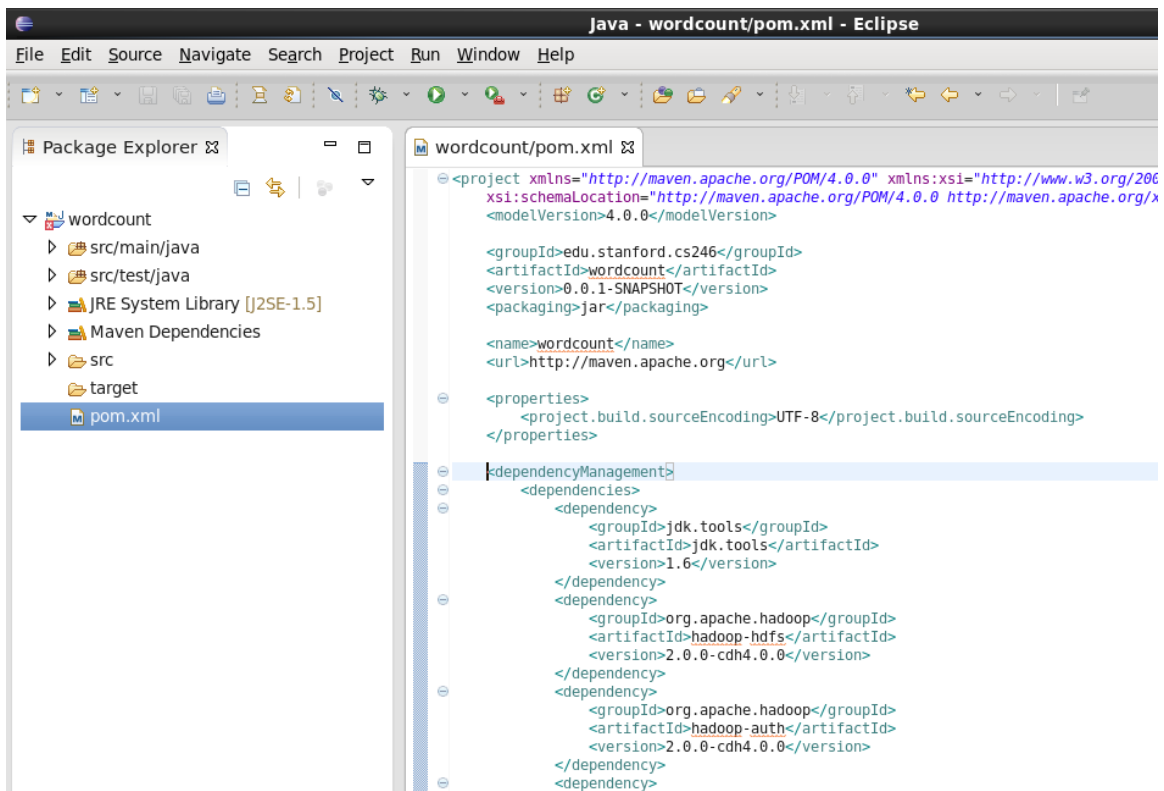 Java - wordcount/pom.xml - Eclipse
File Edit Source Navigate Search Project Run Window Help
Package Explorer
wordcount
src/main/java
src/test/java
JRE System Library [J2SE-1.5]
Maven Dependencies
src
target
pom.xml
wordcount/pom.xml
<project xmlns="http://maven.apache.org/POM/4.0.0" xmlns:xsi="http://www.w3.org/200
xsi:schemaLocation="http://maven.apache.org/POM/4.0.0 http://maven.apache.org/x
<modelVersion>4.0.0</modelVersion>
<groupId>edu.stanford.cs246</groupId>
<artifactId>wordcount</artifactId>
<version>0.0.1-SNAPSHOT</version>
<packaging>jar</packaging>
<name>wordcount</name>
<url>http://maven.apache.org</url>
<properties>
<project.build.sourceEncoding>UTF-8</project.build.sourceEncoding>
</properties>
<dependencyManagement>
<dependencies>
<dependency>
<groupId>jdk.tools</groupId>
<artifactId>jdk.tools</artifactId>
<version>1.6</version>
</dependency>
<dependency>
<groupId>org.apache.hadoop</groupId>
<artifactId>hadoop-hdfs</artifactId>
<version>2.0.0-cdh4.0.0</version>
</dependency>
<dependency>
<groupId>org.apache.hadoop</groupId>
<artifactId>hadoop-auth</artifactId>
<version>2.0.0-cdh4.0.0</version>
</dependency>
<dependency>